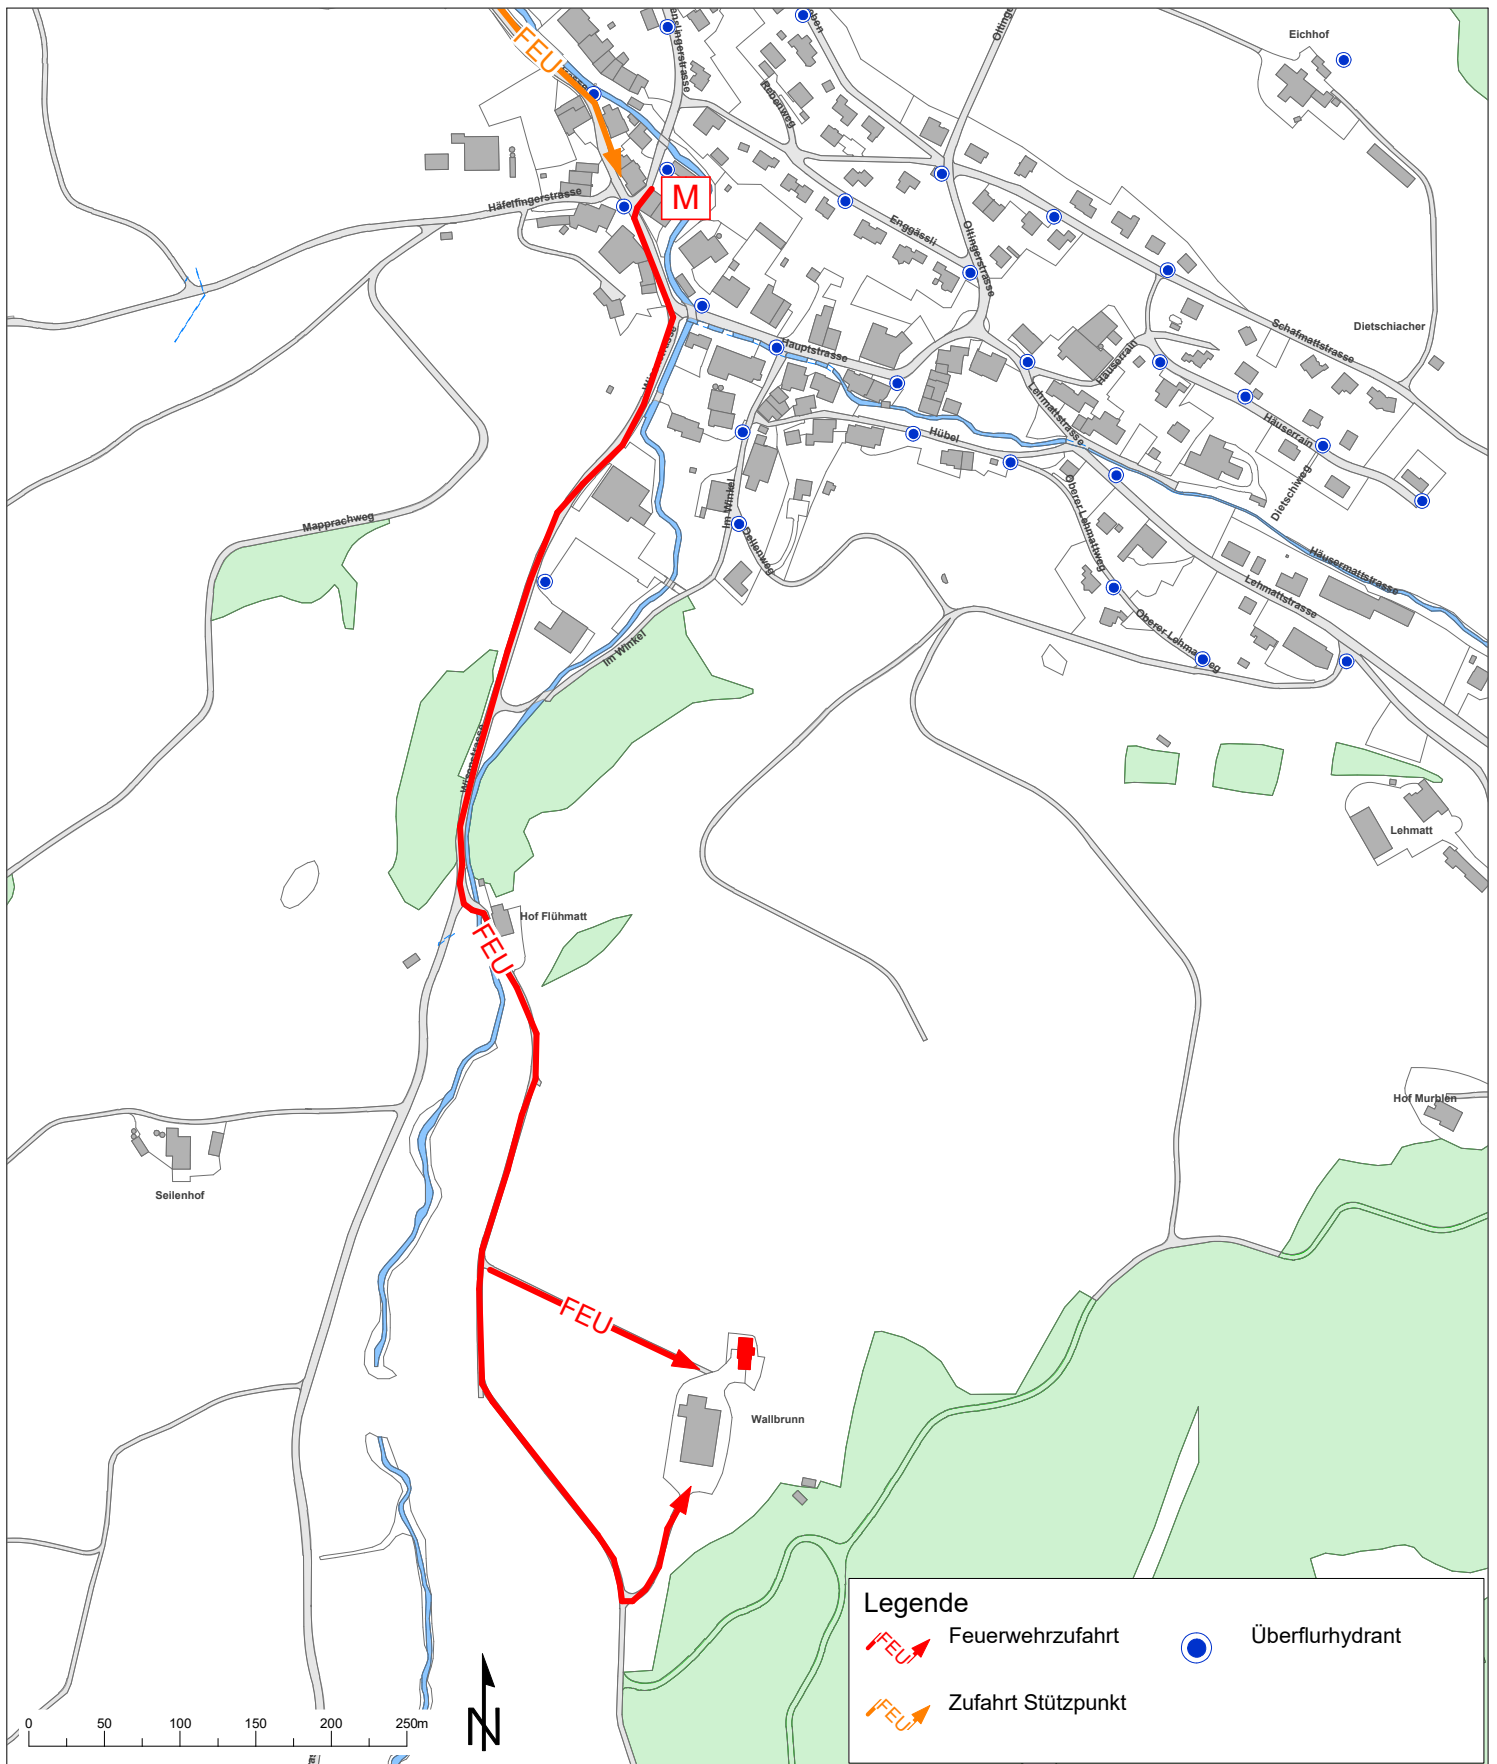 Eichhof
FEU
Rebenweg
Häfelfingerstrasse
M
Enggässli
Oltingerstrasse
Schafmattstrasse
Dietschiacher
Hauptstrasse
Häuserrain
Lehmattstrasse
Häuserrain
Hübel
Dietschiweg
Im Winkel
Mapprachweg
Dellenweg
Oberer Lehmattweg
Häusermattstrasse
Lehmattstrasse
Im Winkel
Wizenstrasse
Lehmatt
Hof Flühmatt
FEU
Hof Murblen
Seilenhof
FEU
Wallbrunn
Legende
FEU Feuerwehrzufahrt
Überflurhydrant
FEU Zufahrt Stützpunkt
0 50 100 150 200 250m
N